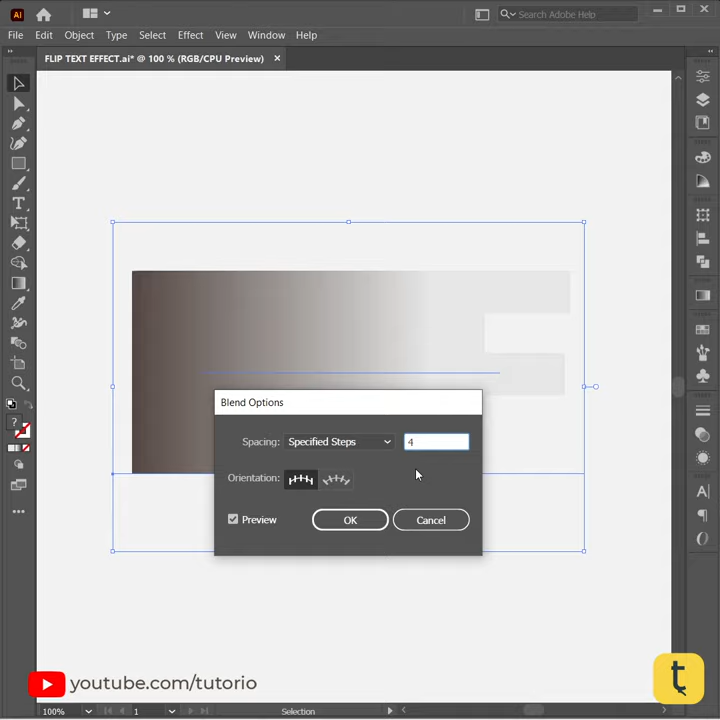 Ai
Search Adobe Help
File Edit Object Type Select Effect View Window Help
FLIP TEXT EFFECT.ai* @ 100 % (RGB/CPU Preview) ×
Blend Options
Spacing: Specified Steps 4
Orientation:
Preview OK Cancel
youtube.com/tutorio
100% 1 Selection